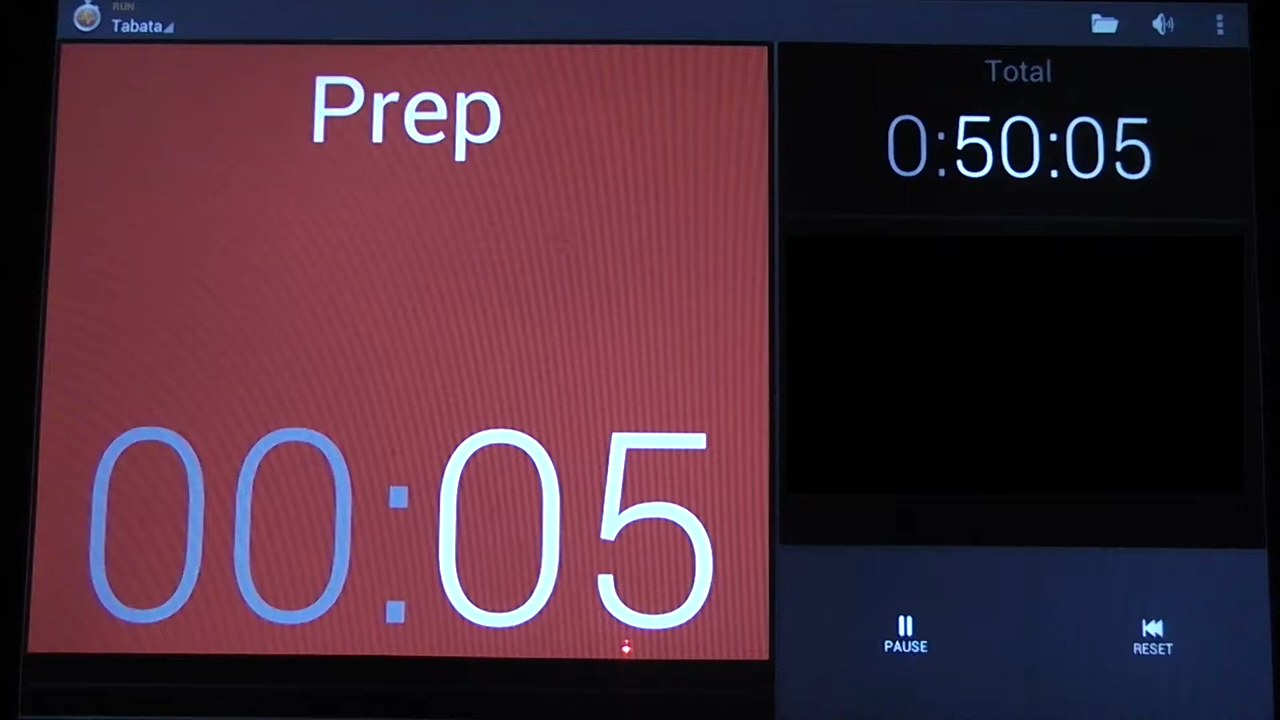 RUN
Tabata
Prep
00:05
Total
0:50:05
PAUSE
RESET